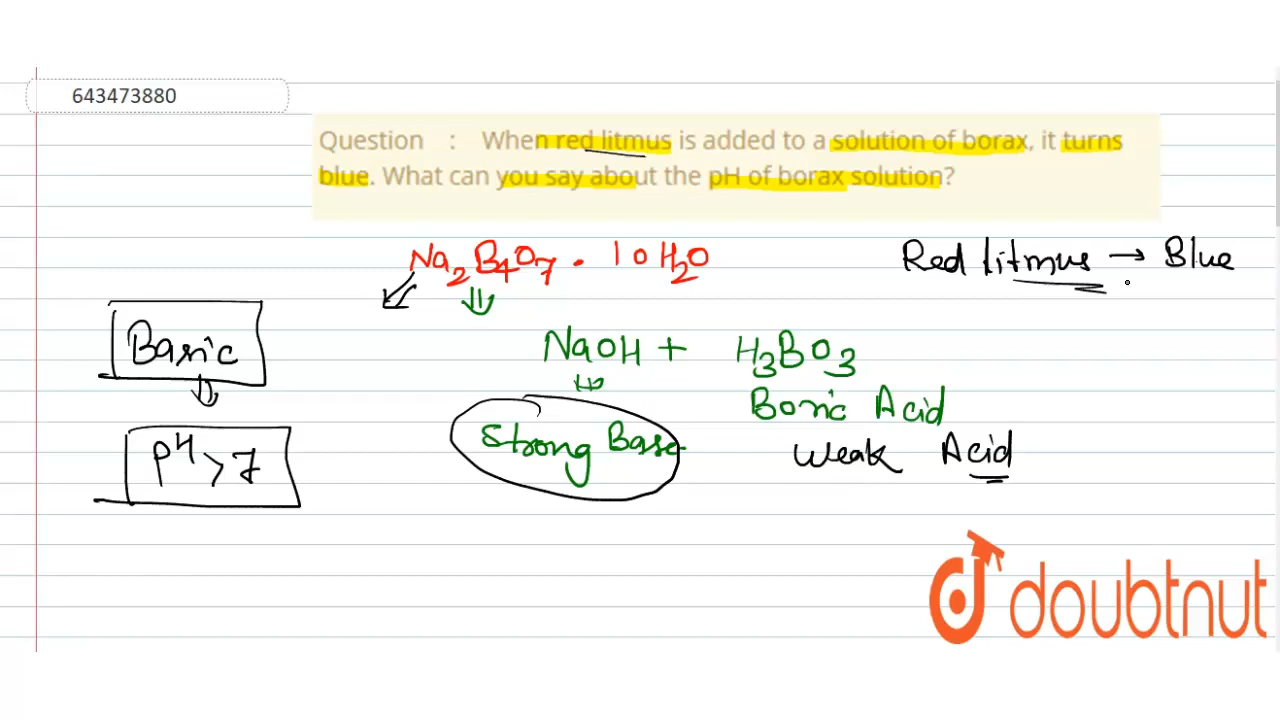 643473880
Question : When red litmus is added to a solution of borax, it turns
blue. What can you say about the pH of borax solution?
Na2B4O7 . 10H2O
Red litmus → Blue
Basic
NaOH + H3BO3
Boric Acid
Strong Base
Weak Acid
pH > 7
doubtnut